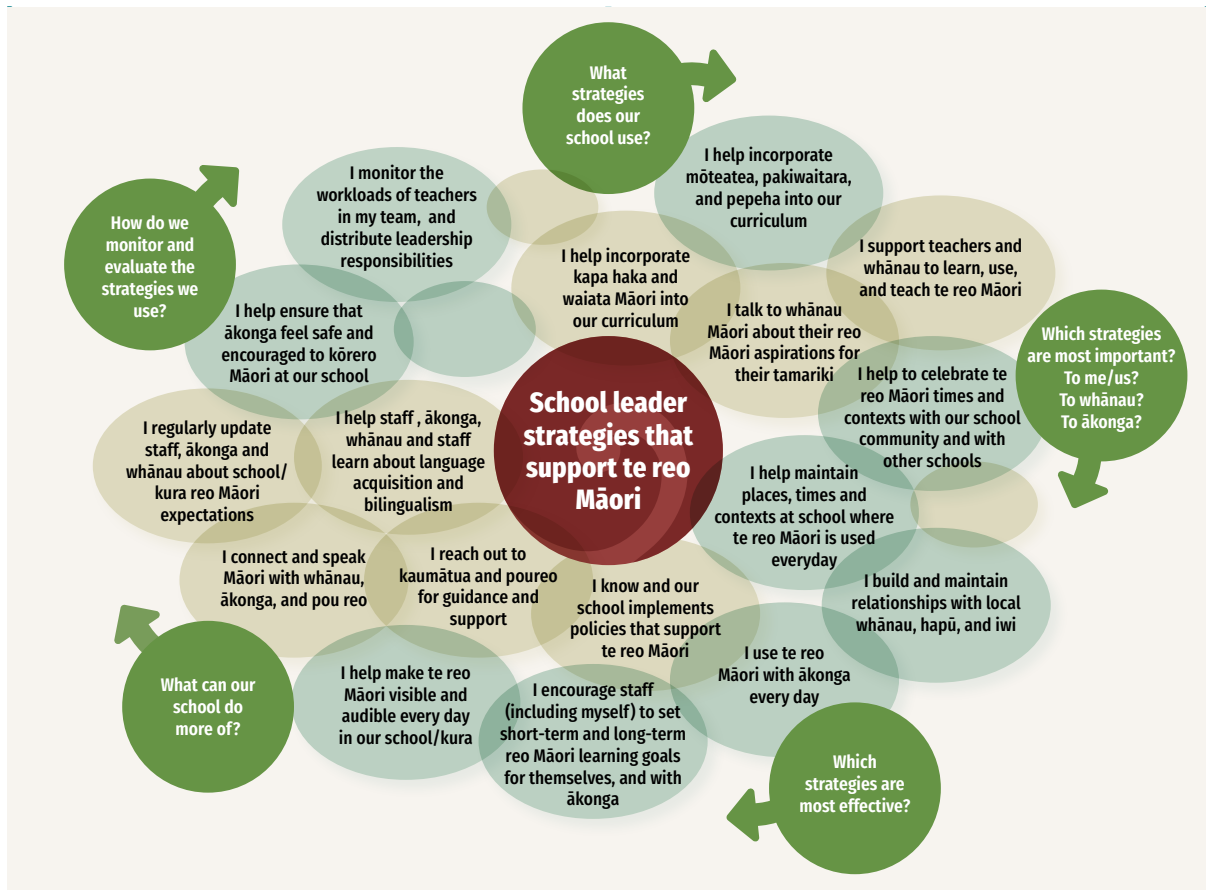 What
strategies
does our
school use?
I help incorporate
mōteatea, pakiwaitara,
and pepeha into our
curriculum
I monitor the
workloads of teachers
in my team, and
distribute leadership
responsibilities
How do we
monitor and
evaluate the
strategies we
use?
I help incorporate
kapa haka and
waiata Māori into
our curriculum
I support teachers and
whānau to learn, use,
and teach te reo Māori
I help ensure that
ākonga feel safe and
encouraged to kōrero
Māori at our school
I talk to whānau
Māori about their reo
Māori aspirations for
their tamariki
Which strategies
are most important?
To me/us?
To whānau?
To ākonga?
I help to celebrate te
reo Māori times and
contexts with our school
community and with
other schools
School leader
strategies that
support te reo
Māori
I regularly update
staff, ākonga and
whānau about school/
kura reo Māori
expectations
I help staff , ākonga,
whānau and staff
learn about language
acquisition and
bilingualism
I help maintain
places, times and
contexts at school where
te reo Māori is used
everyday
I connect and speak
Māori with whānau,
ākonga, and pou reo
I reach out to
kaumātua and poureo
for guidance and
support
I know and our
school implements
policies that support
te reo Māori
I build and maintain
relationships with local
whānau, hapū, and iwi
I use te reo
Māori with ākonga
every day
What can our
school do
more of?
I help make te reo
Māori visible and
audible every day
in our school/kura
I encourage staff
(including myself) to set
short-term and long-term
reo Māori learning goals
for themselves, and with
ākonga
Which
strategies are
most effective?